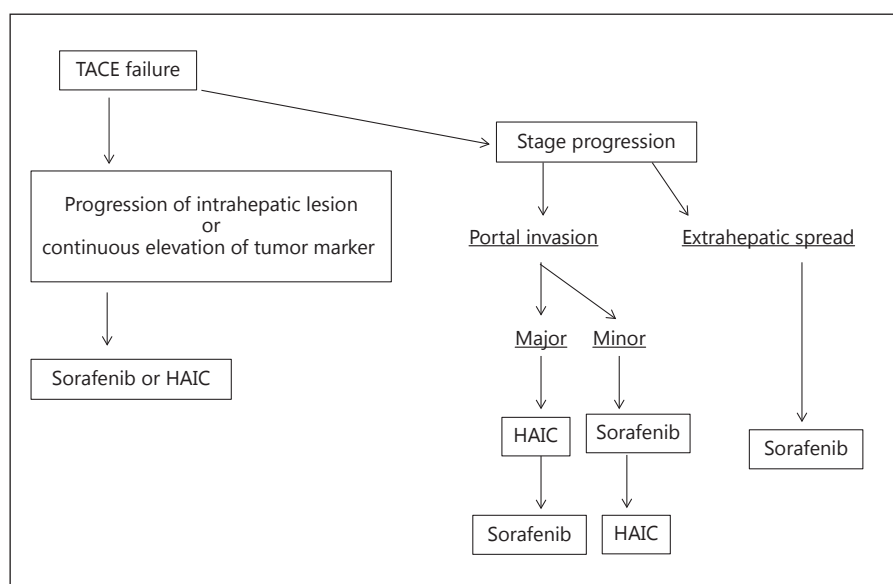 TACE failure
Stage progression
Progression of intrahepatic lesion
or
continuous elevation of tumor marker
Portal invasion
Extrahepatic spread
Major
Minor
Sorafenib or HAIC
HAIC
Sorafenib
Sorafenib
Sorafenib
HAIC